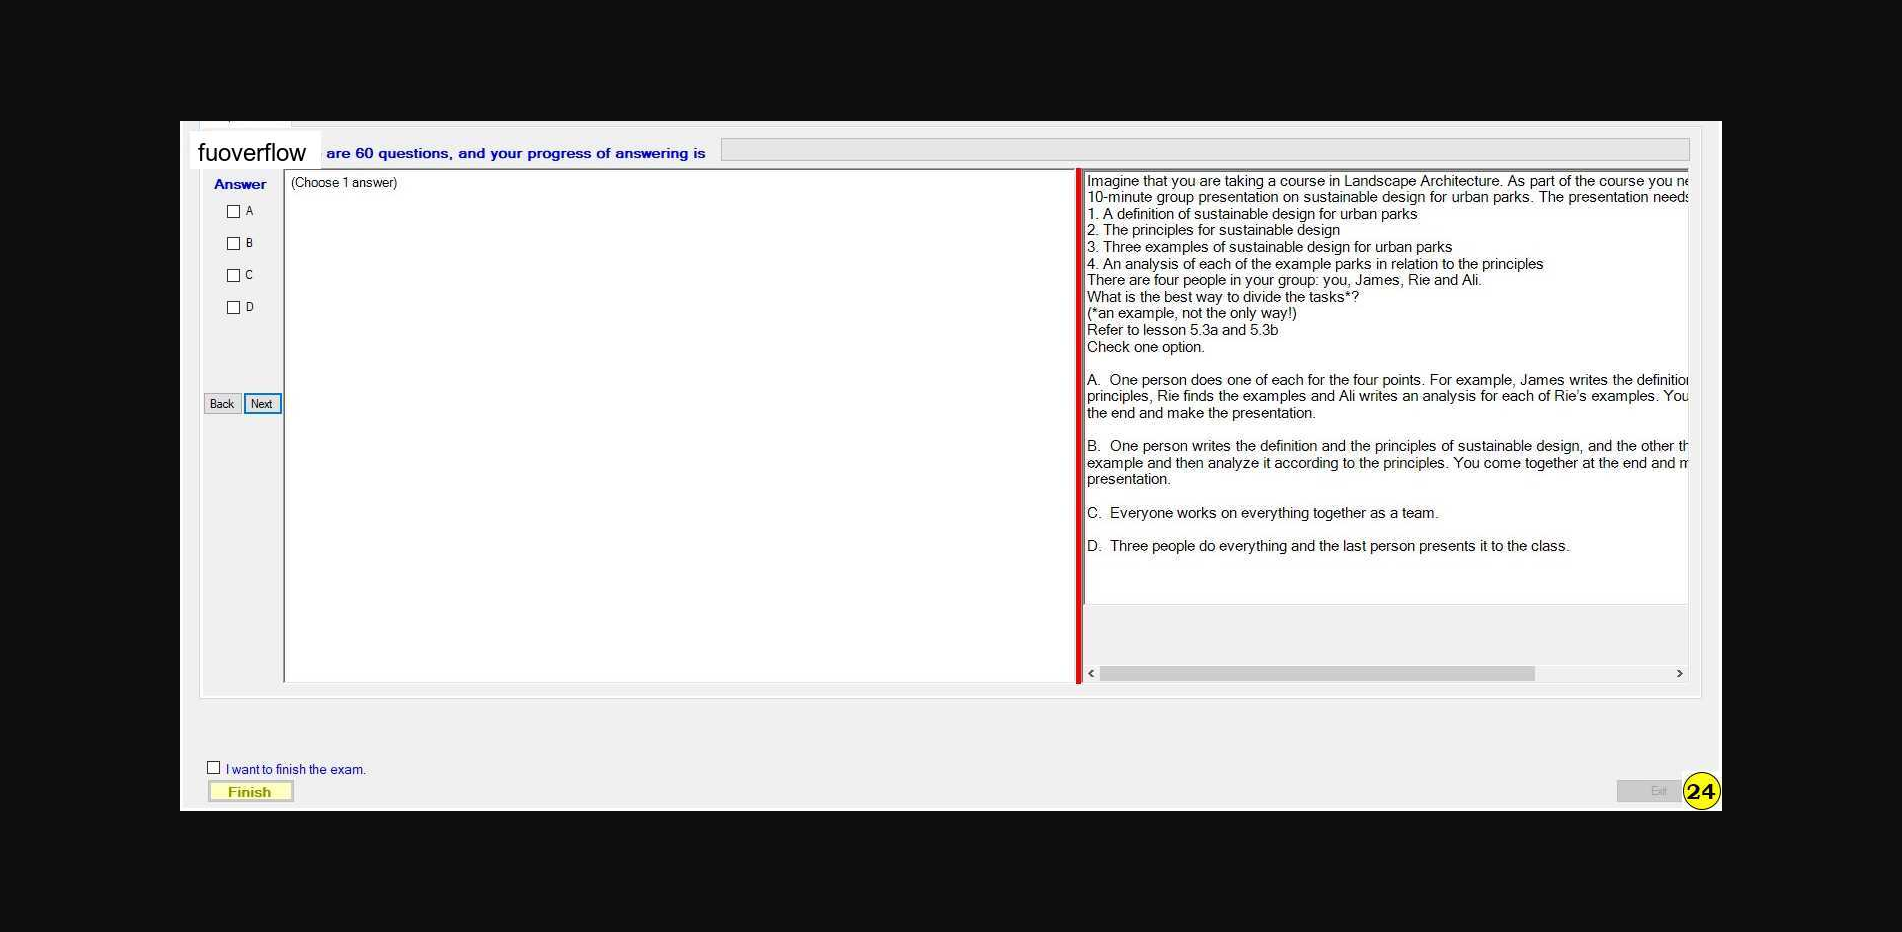 fuoverflow are 60 questions, and your progress of answering is
Answer
(Choose 1 answer)
A
B
C
D
Back Next
Imagine that you are taking a course in Landscape Architecture. As part of the course you
10-minute group presentation on sustainable design for urban parks. The presentation needs
1. A definition of sustainable design for urban parks
2. The principles for sustainable design
3. Three examples of sustainable design for urban parks
4. An analysis of each of the example parks in relation to the principles
There are four people in your group: you, James, Rie and Ali.
What is the best way to divide the tasks*?
(*an example, not the only way!)
Refer to lesson 5.3a and 5.3b
Check one option.
A. One person does one of each for the four points. For example, James writes the
principles, Rie finds the examples and Ali writes an analysis for each of Rie's examples. You
the end and make the presentation.
B. One person writes the definition and the principles of sustainable design, and the other
example and then analyze it according to the principles. You come together at the end and
presentation.
C. Everyone works on everything together as a team.
D. Three people do everything and the last person presents it to the class.
I want to finish the exam.
Finish
Exit
24